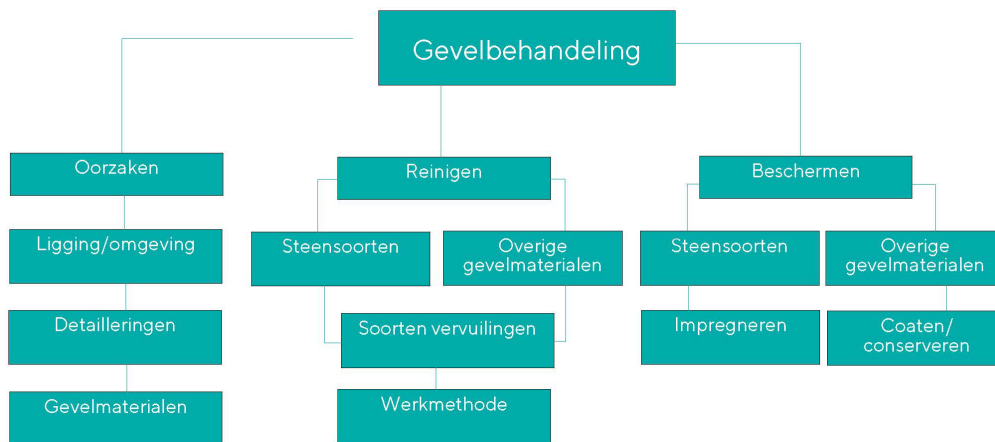 Gevelbehandeling
Oorzaken
Reinigen
Beschermen
Ligging/omgeving
Steensoorten
Overige
gevelmaterialen
Steensoorten
Overige
gevelmaterialen
Detailleringen
Soorten vervuilingen
Impregneren
Coaten/
conserveren
Gevelmaterialen
Werkmethode